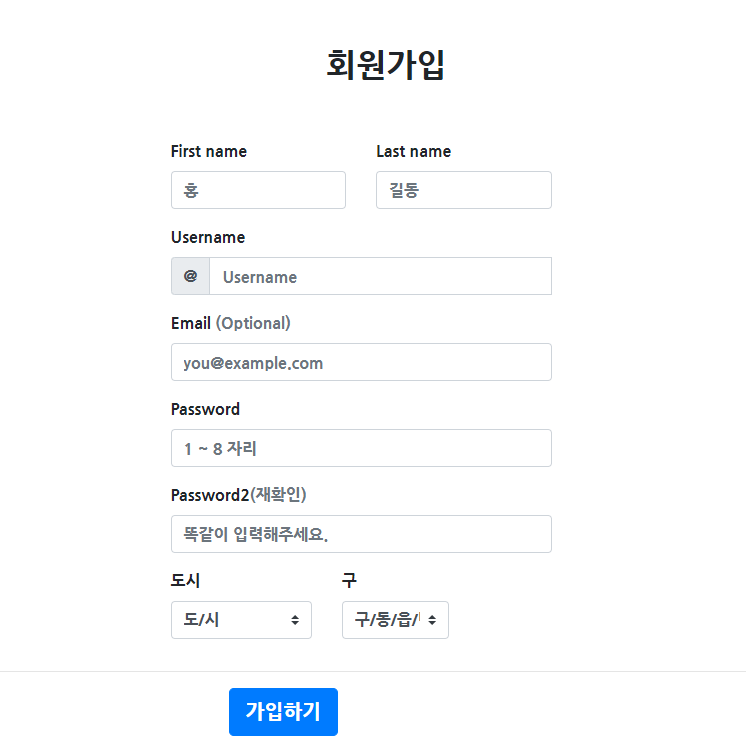 회원가입
First name Last name
홍 길동
Username
@ Username
Email (Optional)
you@example.com
Password
1 ~ 8 자리
Password2(재확인)
똑같이 입력해주세요.
도시 구
도/시 구/동/읍/
가입하기